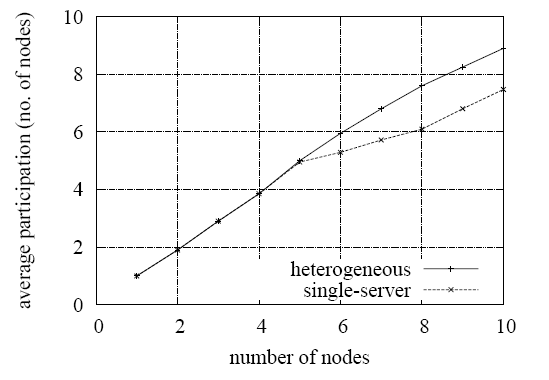 average participation (no. of nodes)
10
8
6
4
2
0
heterogeneous
single-server
0 2 4 6 8 10
number of nodes